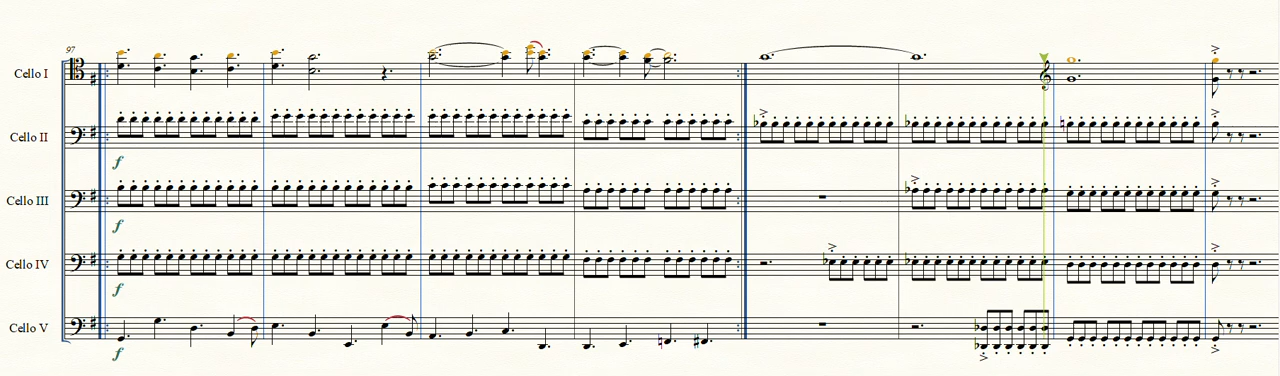 97
Cello I
Cello II
f
Cello III
f
Cello IV
f
Cello V
f